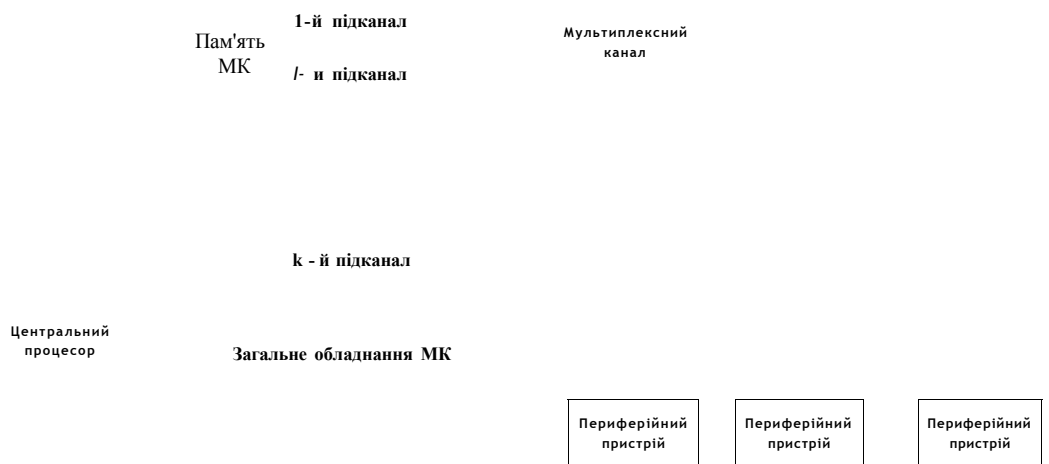 1-й підканал
Мультиплексний
канал
Пам'ять
МК
/- и підканал
k - й підканал
Центральний
процесор
Загальне обладнання МК
Периферійний
пристрій
Периферійний
пристрій
Периферійний
пристрій